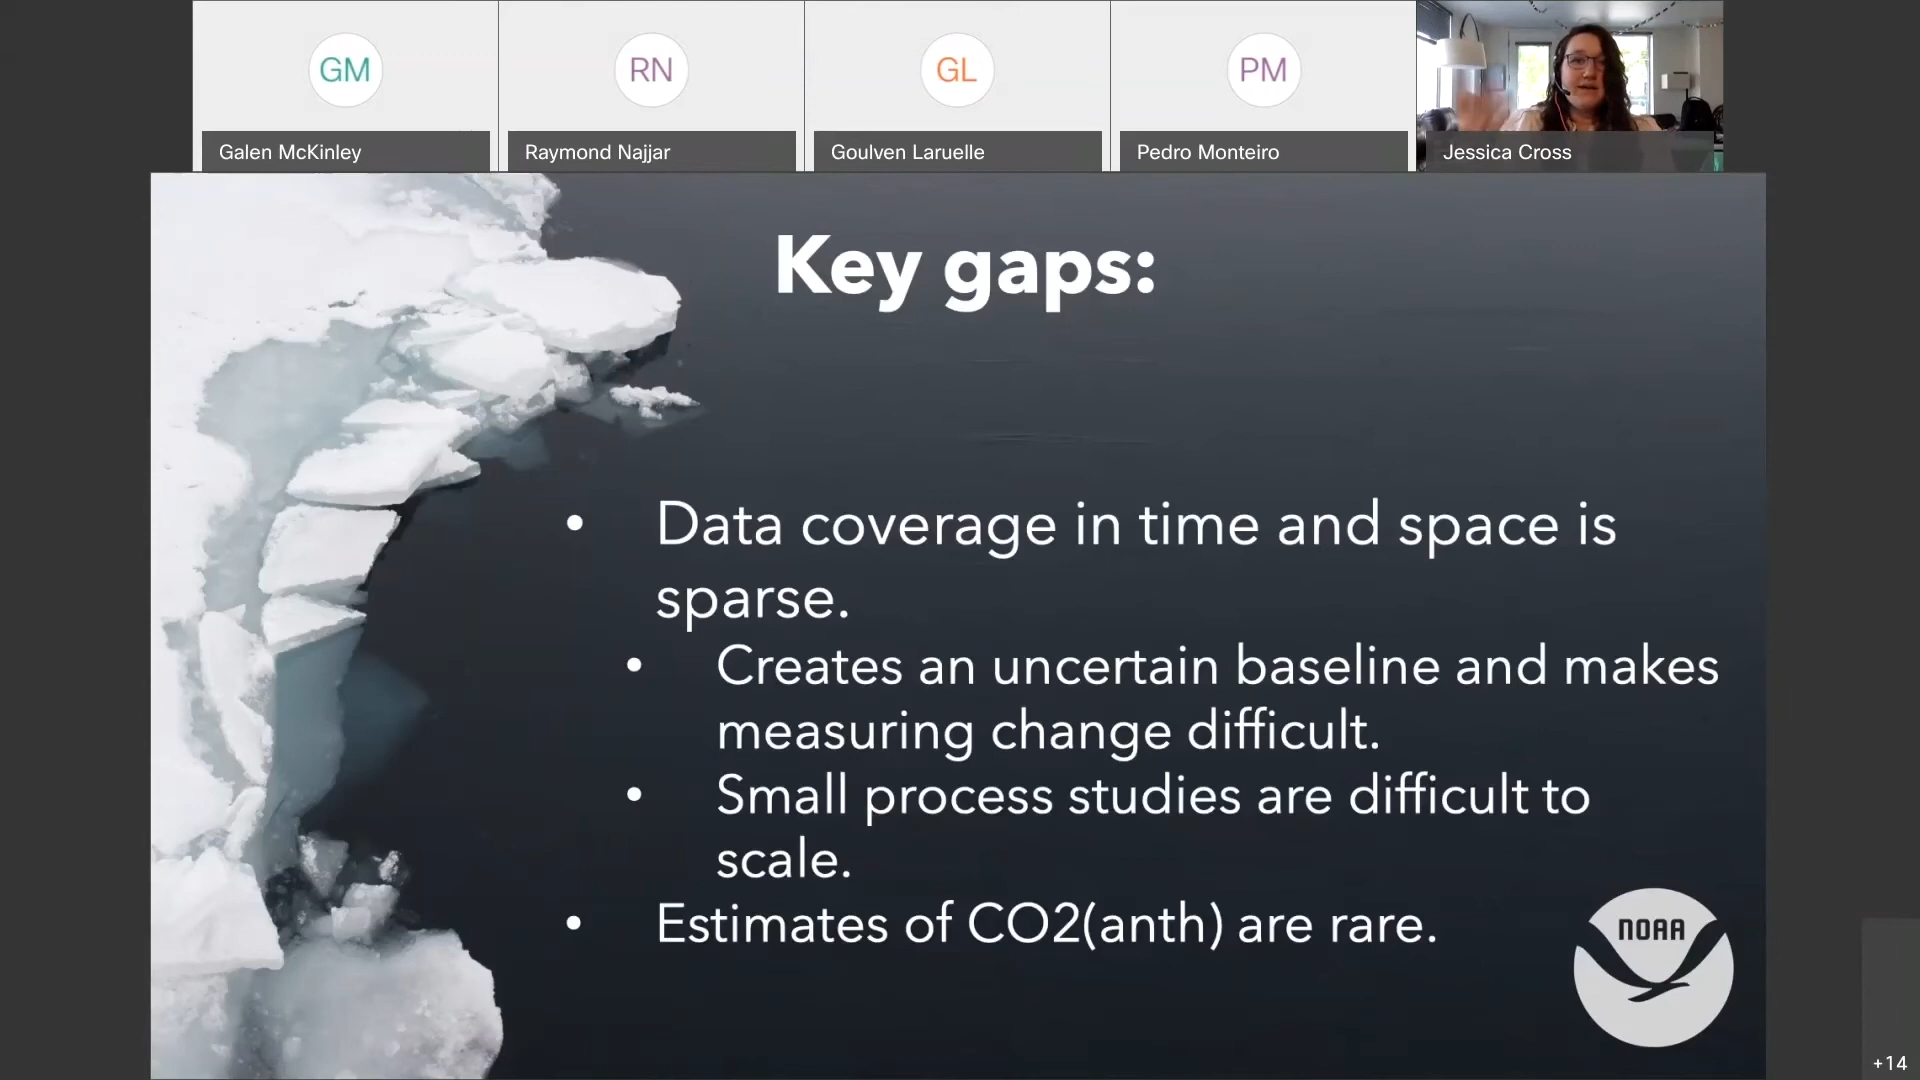 GM
RN
GL
PM
Galen McKinley
Raymond Najjar
Goulven Laruelle
Pedro Monteiro
Jessica Cross
Key gaps:
• Data coverage in time and space is
sparse.
• Creates an uncertain baseline and makes
measuring change difficult.
• Small process studies are difficult to
scale.
• Estimates of CO2(anth) are rare.
NOAA
+14